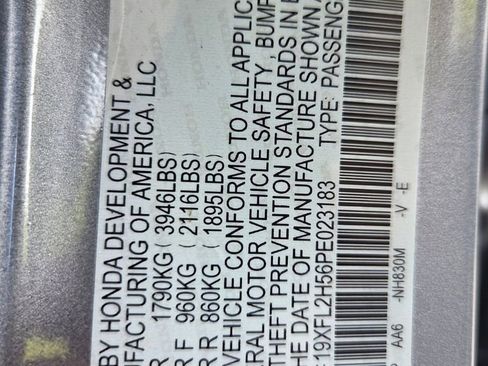 BY HONDA DEVELOPMENT &
MANUFACTURING OF AMERICA, LLC
R 1790KG ( 3946LBS)
R F 960KG ( 2116LBS)
R R 860KG ( 1895LBS)
VEHICLE CONFORMS TO ALL APPLIC
ERAL MOTOR VEHICLE SAFETY, BUMP
THEFT PREVENTION STANDARDS IN E
THE DATE OF MANUFACTURE SHOWN A
19XFL2H56PE023183 TYPE: PASSENG
AA6 -NH830M -V -E